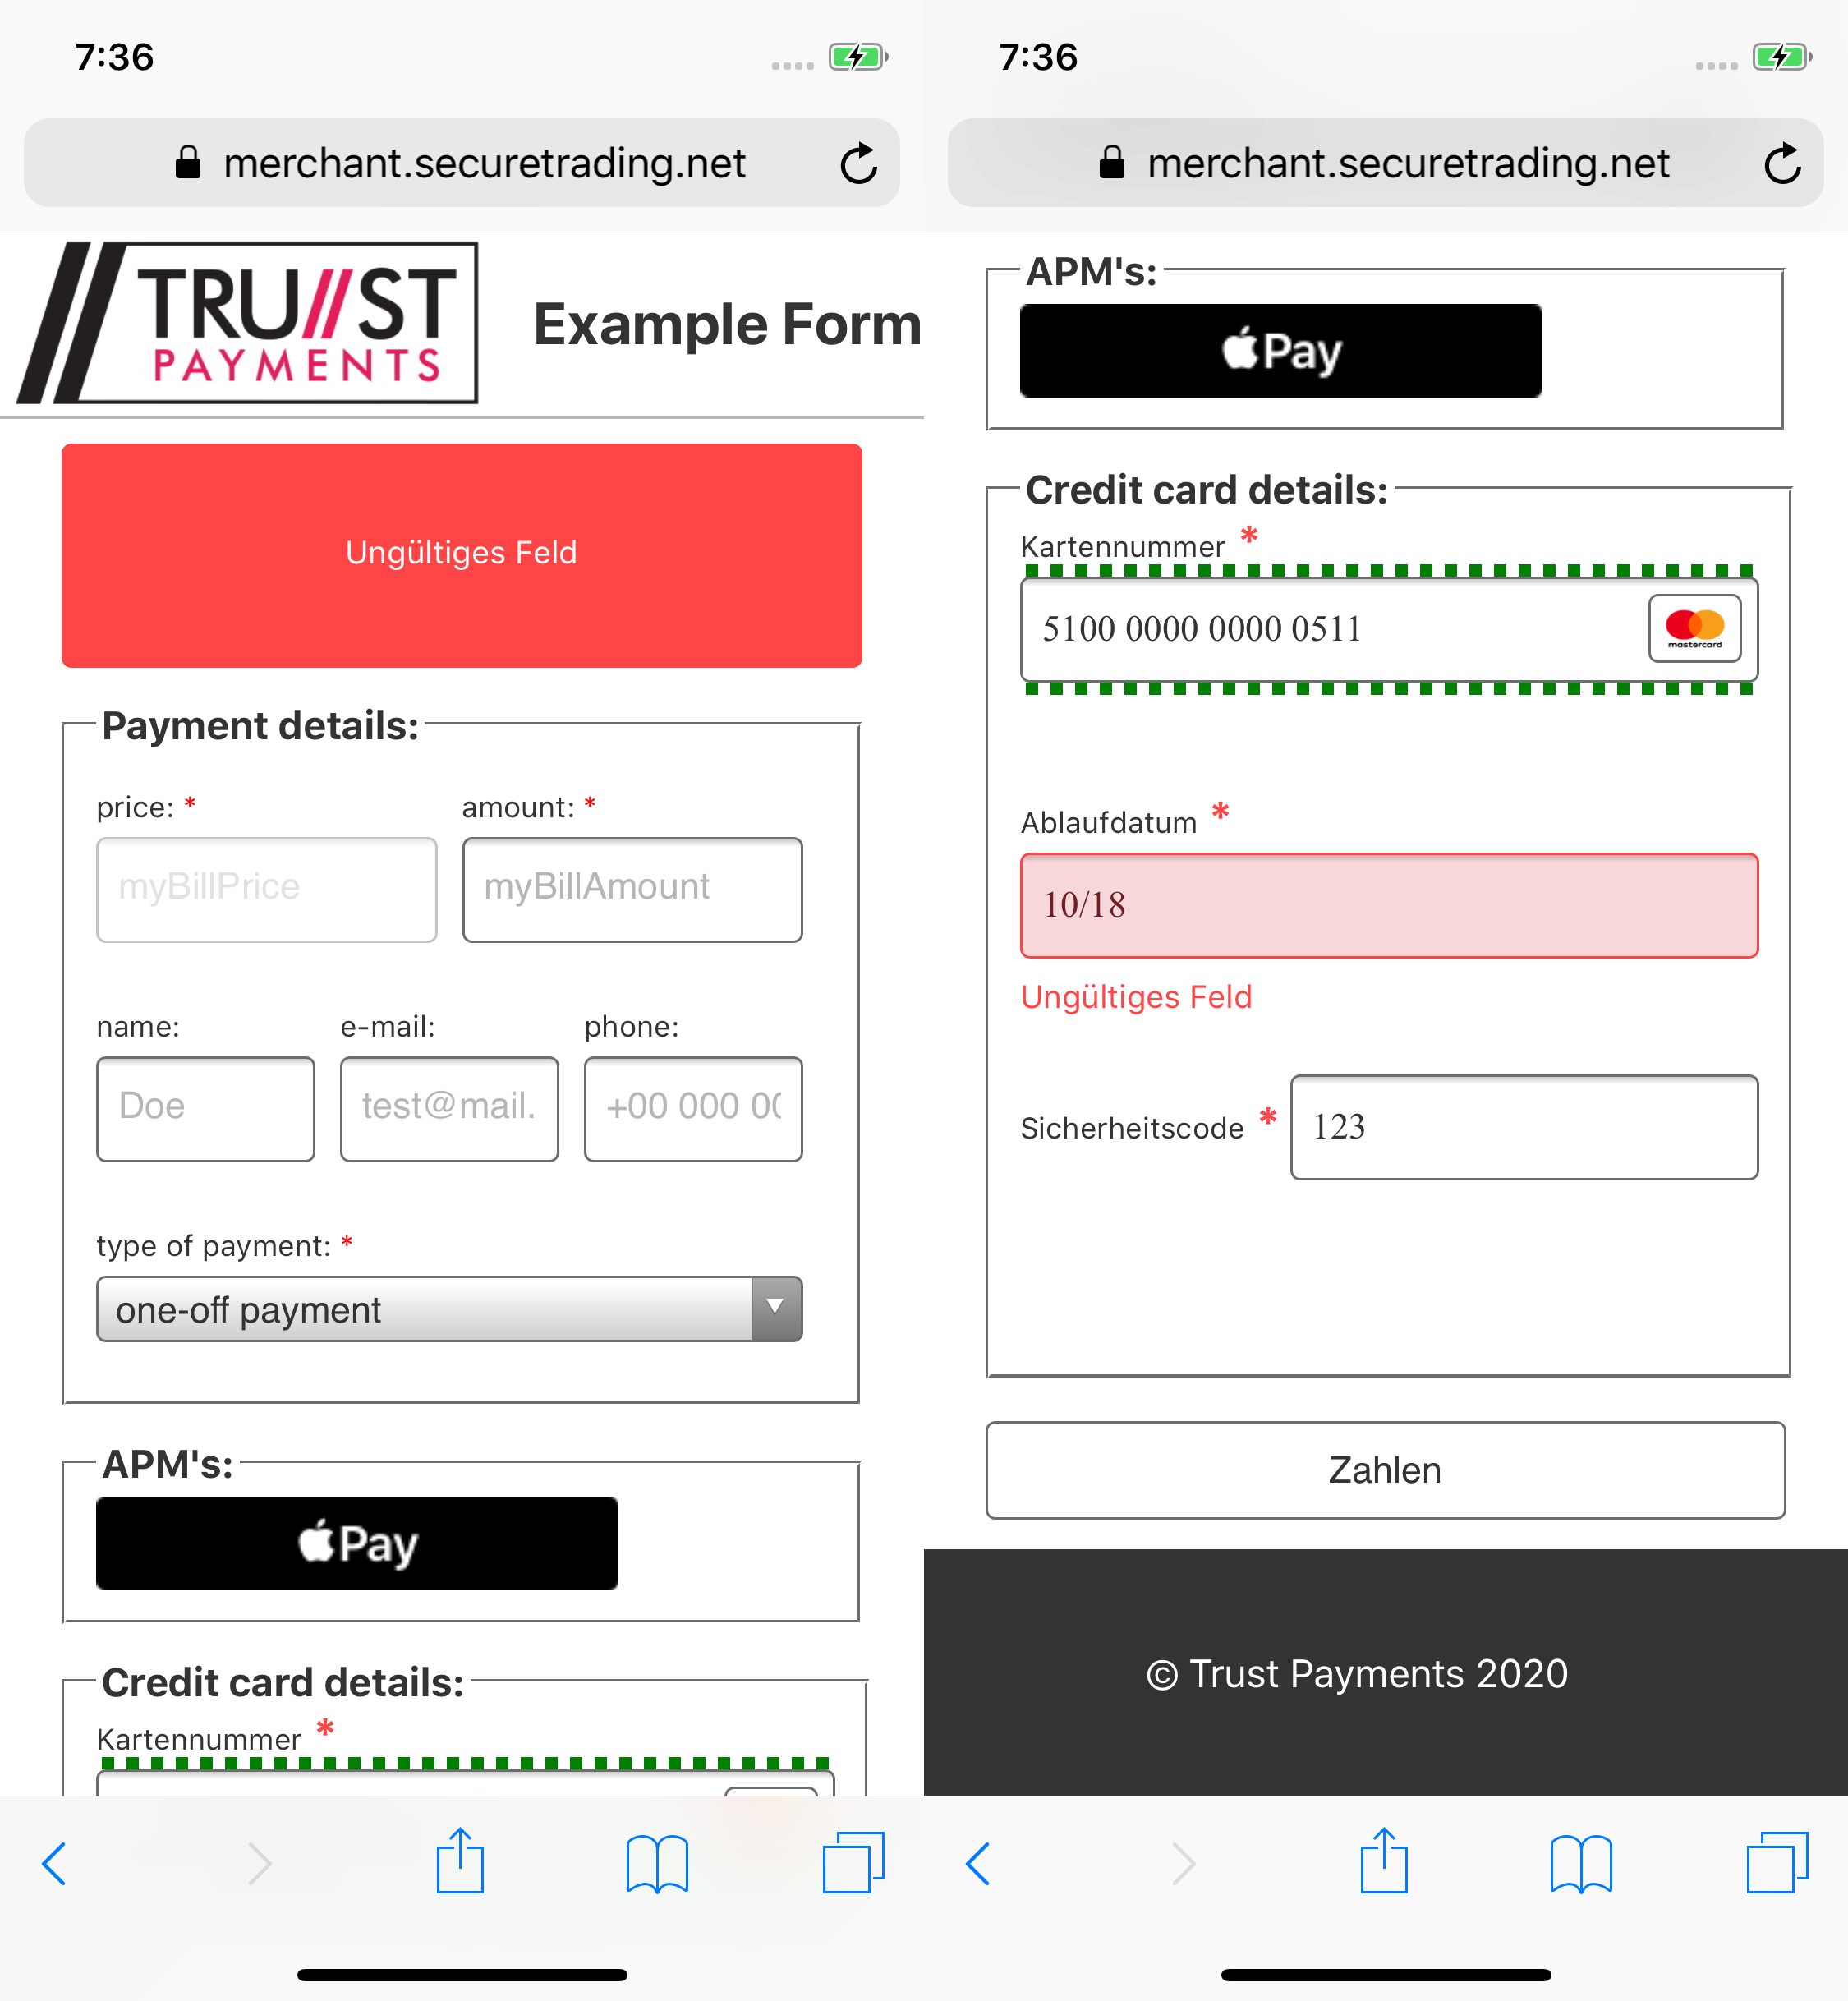 7:36
merchant.securetrading.net
TRU//ST
PAYMENTS
Example Form
Ungültiges Feld
Payment details:
price: *
amount: *
myBillPrice
myBillAmount
name:
e-mail:
phone:
Doe
test@mail.
+00 000 00
type of payment: *
one-off payment
APM's:
Pay
Credit card details:
Kartennummer *
7:36
merchant.securetrading.net
APM's:
Pay
Credit card details:
Kartennummer *
5100 0000 0000 0511
mastercard
Ablaufdatum *
10/18
Ungültiges Feld
Sicherheitscode *
123
Zahlen
© Trust Payments 2020